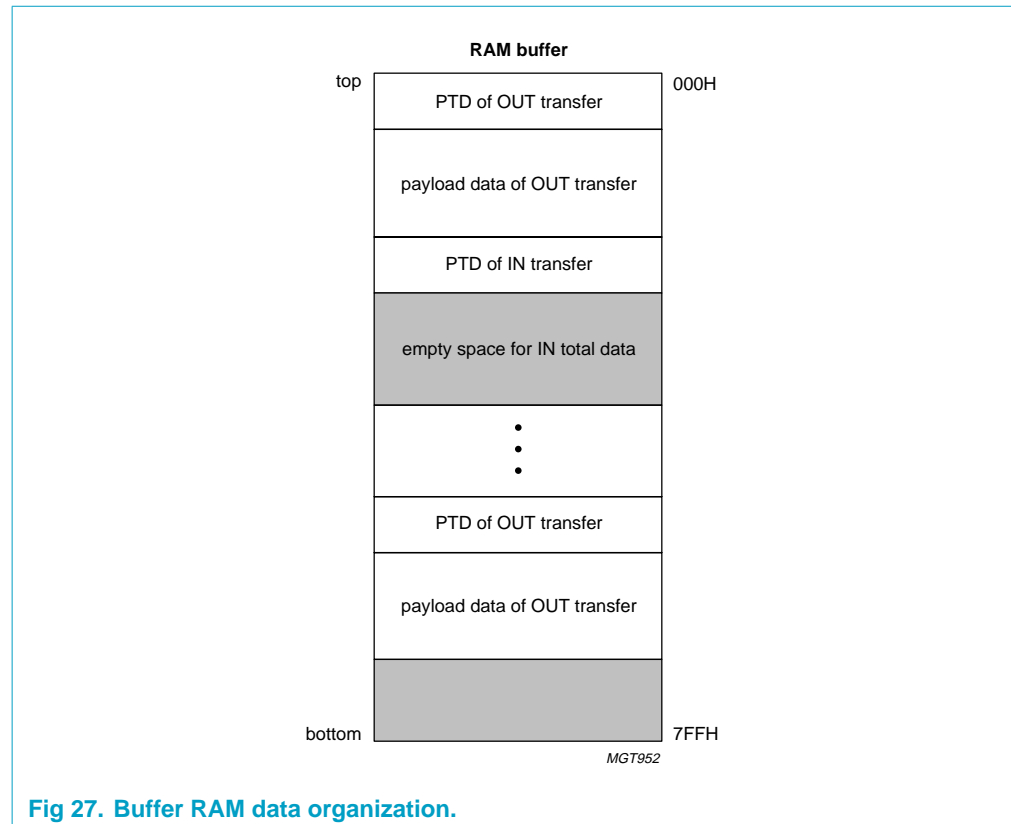 RAM buffer
top
000H
PTD of OUT transfer
payload data of OUT transfer
PTD of IN transfer
empty space for IN total data
PTD of OUT transfer
payload data of OUT transfer
bottom
7FFH
MGT952
Fig 27. Buffer RAM data organization.